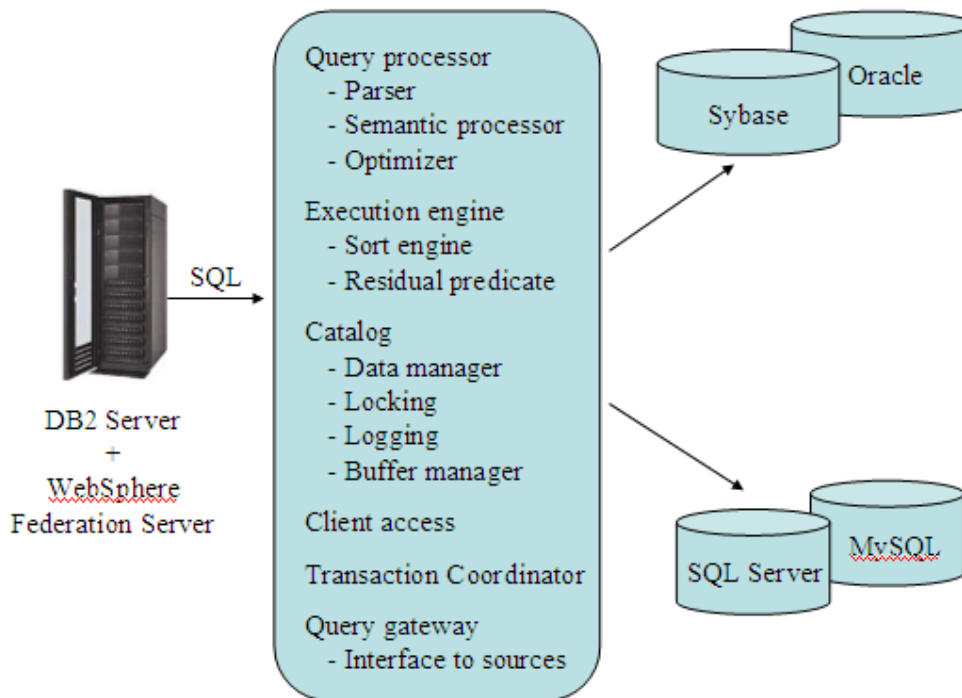 SQL
DB2 Server
+
WebSphere
Federation Server
Query processor
- Parser
- Semantic processor
- Optimizer
Execution engine
- Sort engine
- Residual predicate
Catalog
- Data manager
- Locking
- Logging
- Buffer manager
Client access
Transaction Coordinator
Query gateway
- Interface to sources
Oracle
Sybase
MySQL
SQL Server